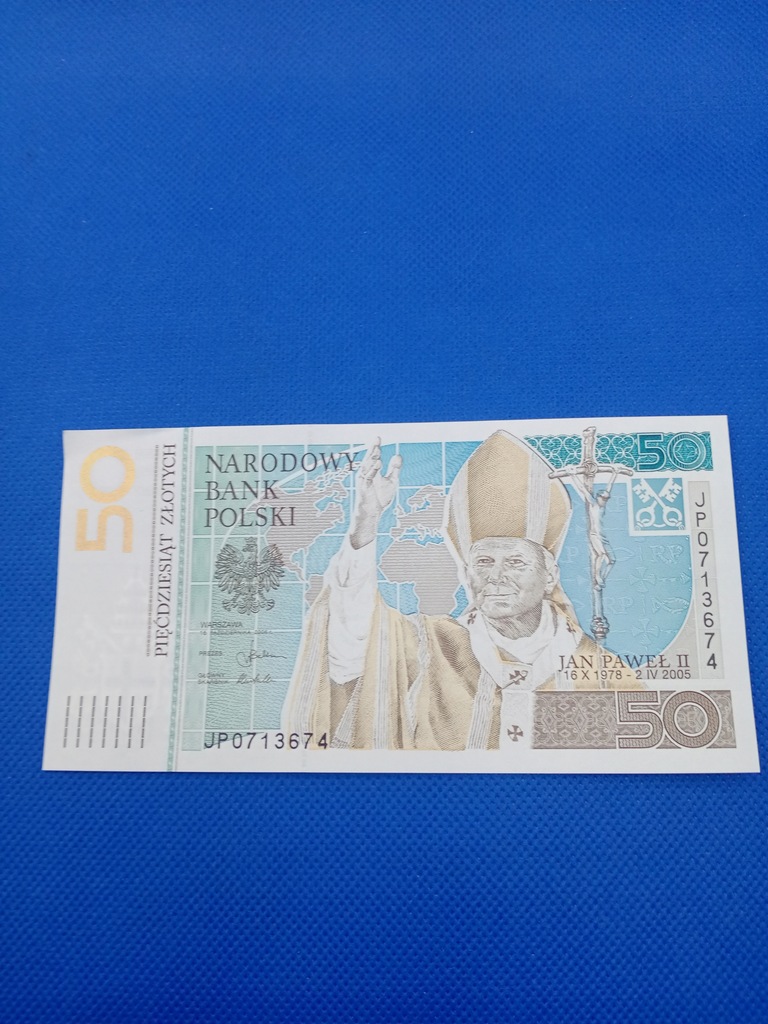 50
PIĘĆDZIESIĄT ZŁOTYCH
NARODOWY
BANK
POLSKI
WARSZAWA
PREZES
GŁÓWNY
SKARBNIK
JP0713674
50
JP0713674
JAN PAWEŁ II
16 X 1978 - 2 IV 2005
50